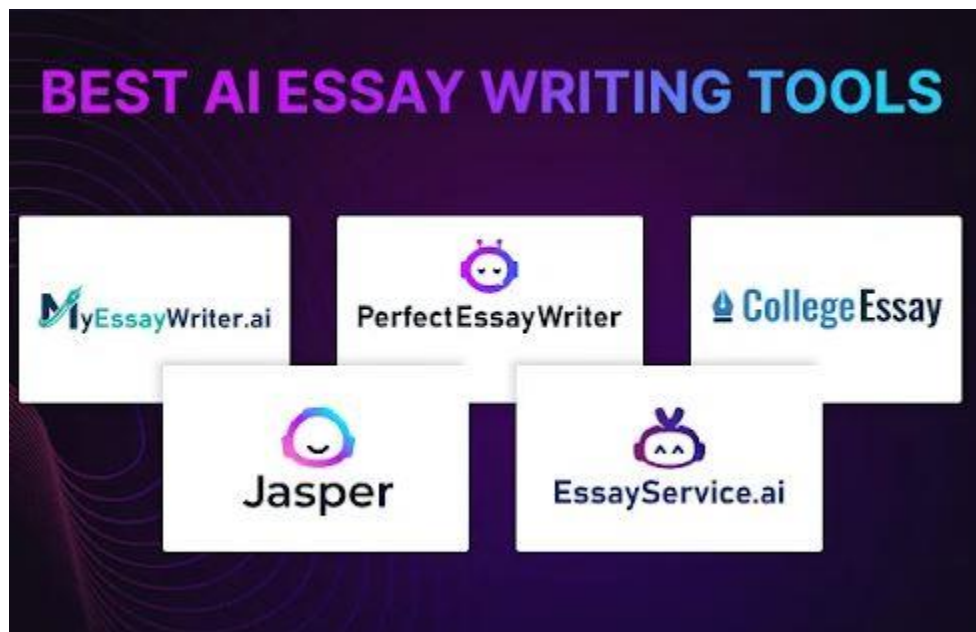 BEST AI ESSAY WRITING TOOLS
MyEssayWriter.ai
PerfectEssayWriter
CollegeEssay
Jasper
EssayService.ai